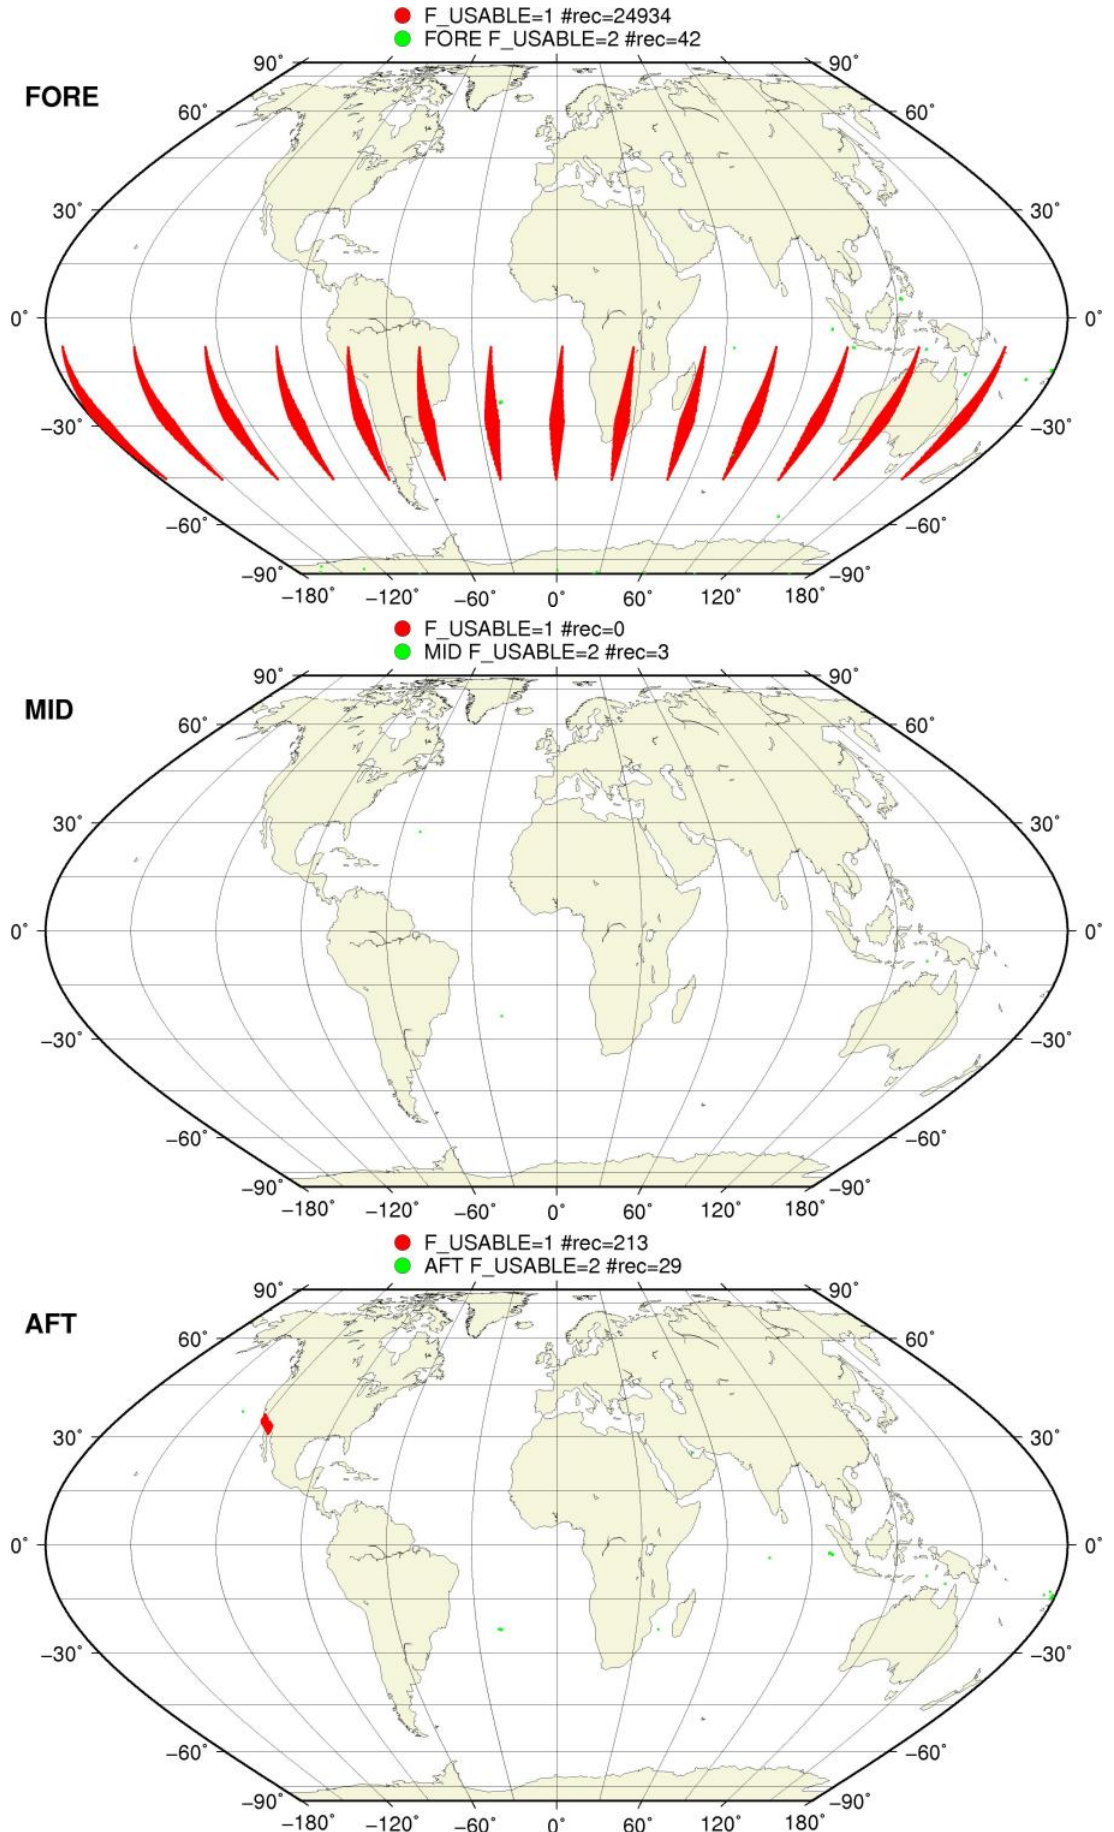 F_USABLE=1 #rec=24934
FORE F_USABLE=2 #rec=42
90° 90°
FORE
60° 60°
30° 30°
0° 0°
−30° −30°
−60° −60°
−90° −90°
−180° −120° −60° 0° 60° 120° 180°
F_USABLE=1 #rec=0
MID F_USABLE=2 #rec=3
90° 90°
MID
60° 60°
30° 30°
0° 0°
−30° −30°
−60° −60°
−90° −90°
−180° −120° −60° 0° 60° 120° 180°
F_USABLE=1 #rec=213
AFT F_USABLE=2 #rec=29
90° 90°
AFT
60° 60°
30° 30°
0° 0°
−30° −30°
−60° −60°
−90° −90°
−180° −120° −60° 0° 60° 120° 180°